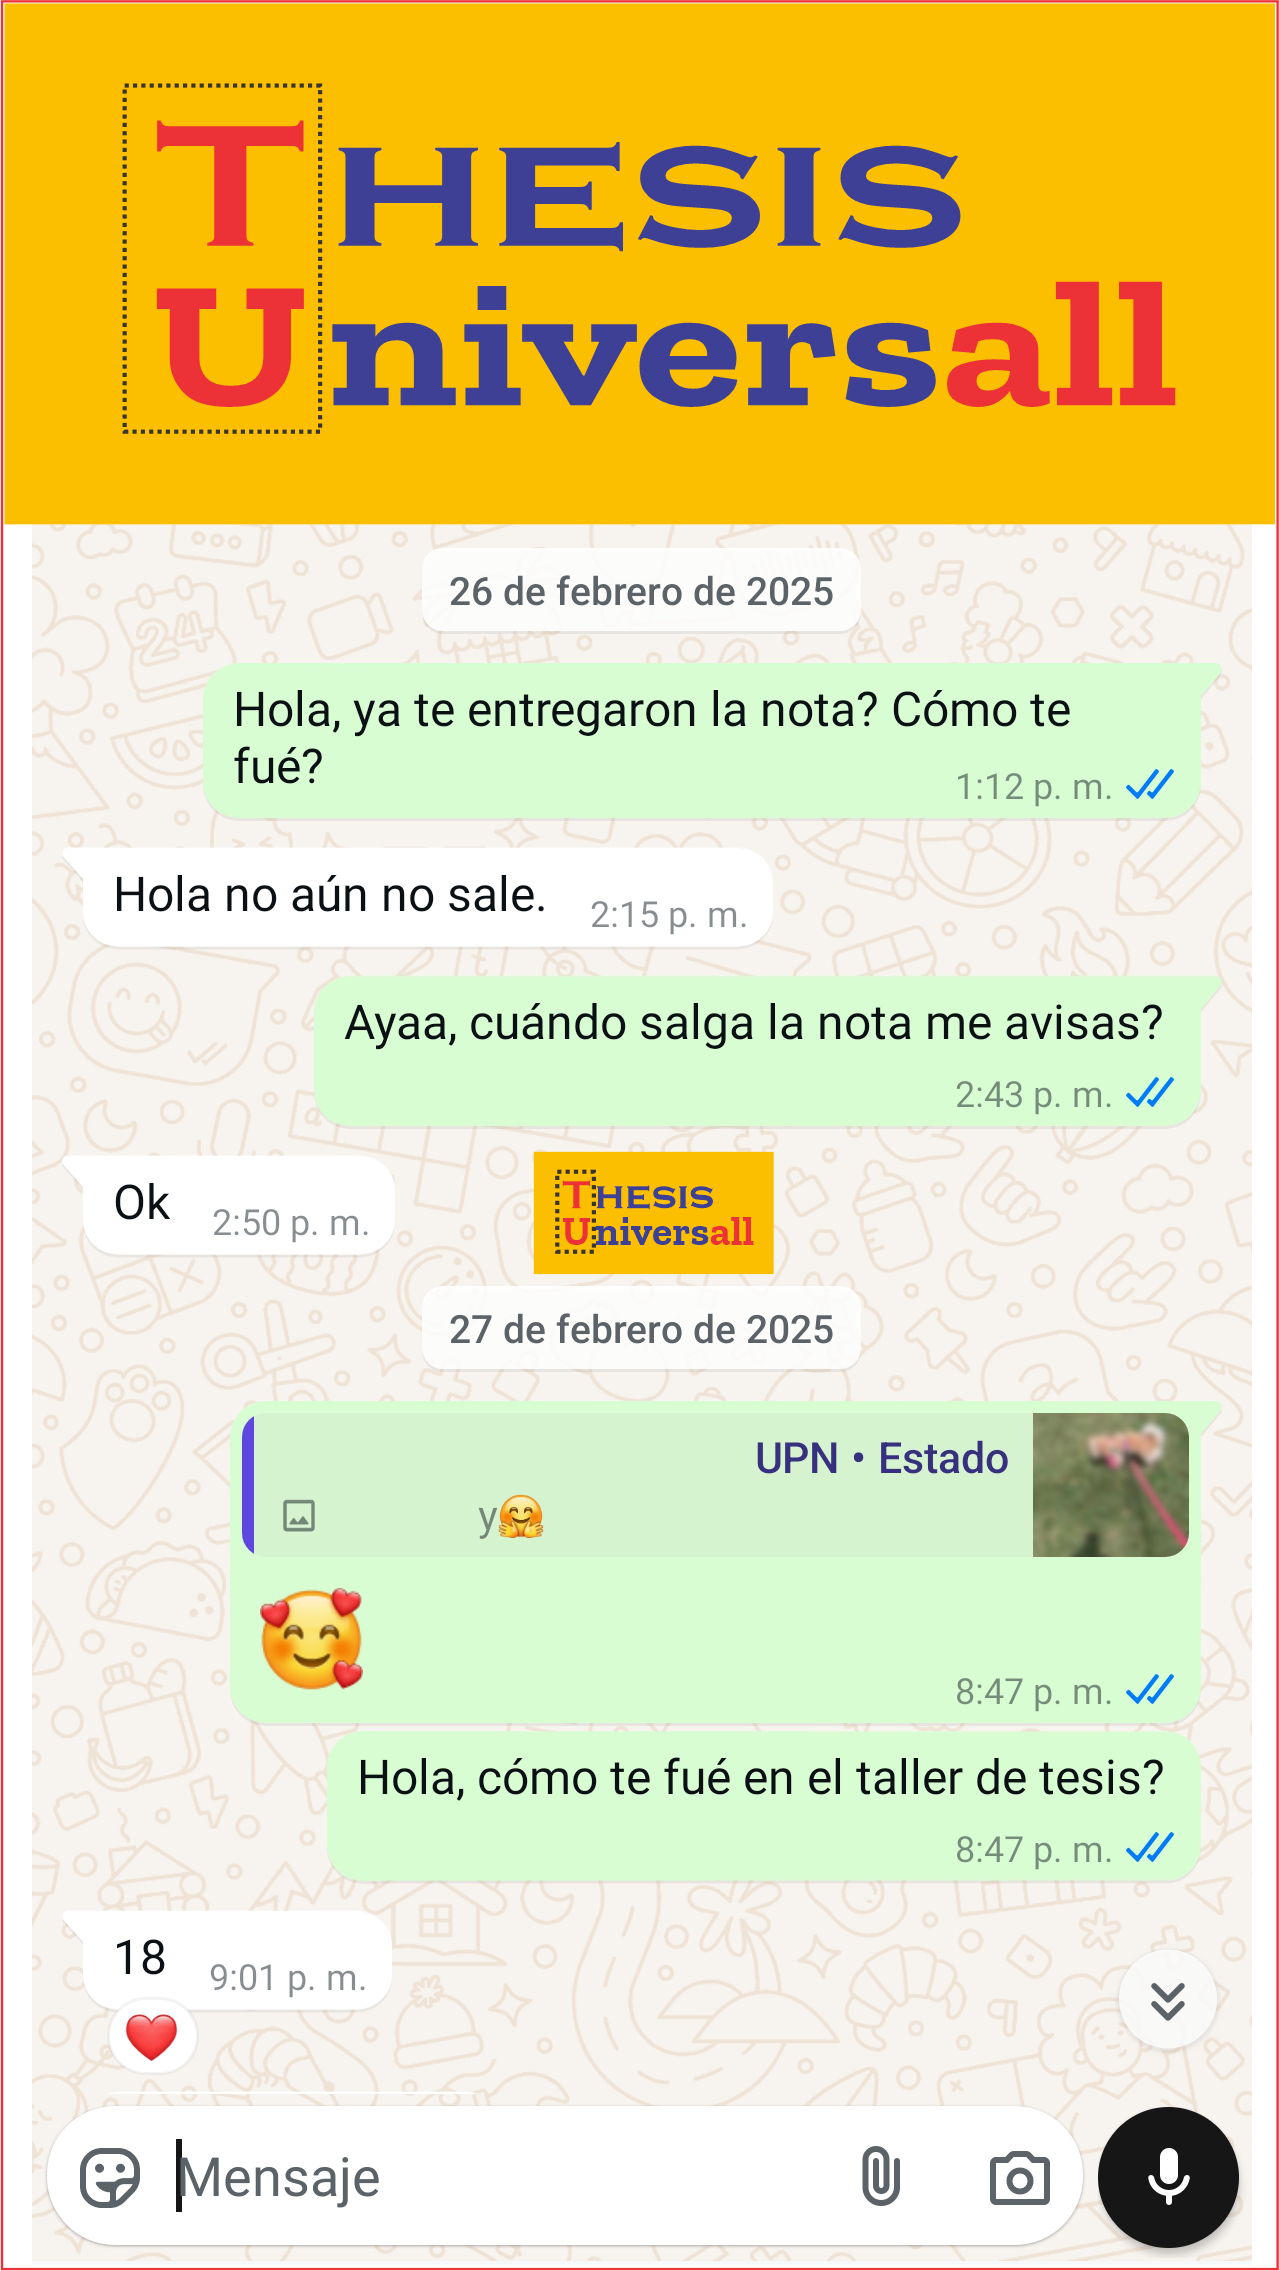 THESIS
Universall
26 de febrero de 2025
Hola, ya te entregaron la nota? Cómo te
fué?
1:12 p. m.
Hola no aún no sale.
2:15 p. m.
Ayaa, cuándo salga la nota me avisas?
2:43 p. m.
Ok
2:50 p. m.
THESIS
Universall
27 de febrero de 2025
UPN • Estado
y🤗
🥰
8:47 p. m.
Hola, cómo te fué en el taller de tesis?
8:47 p. m.
18
9:01 p. m.
❤️
Mensaje